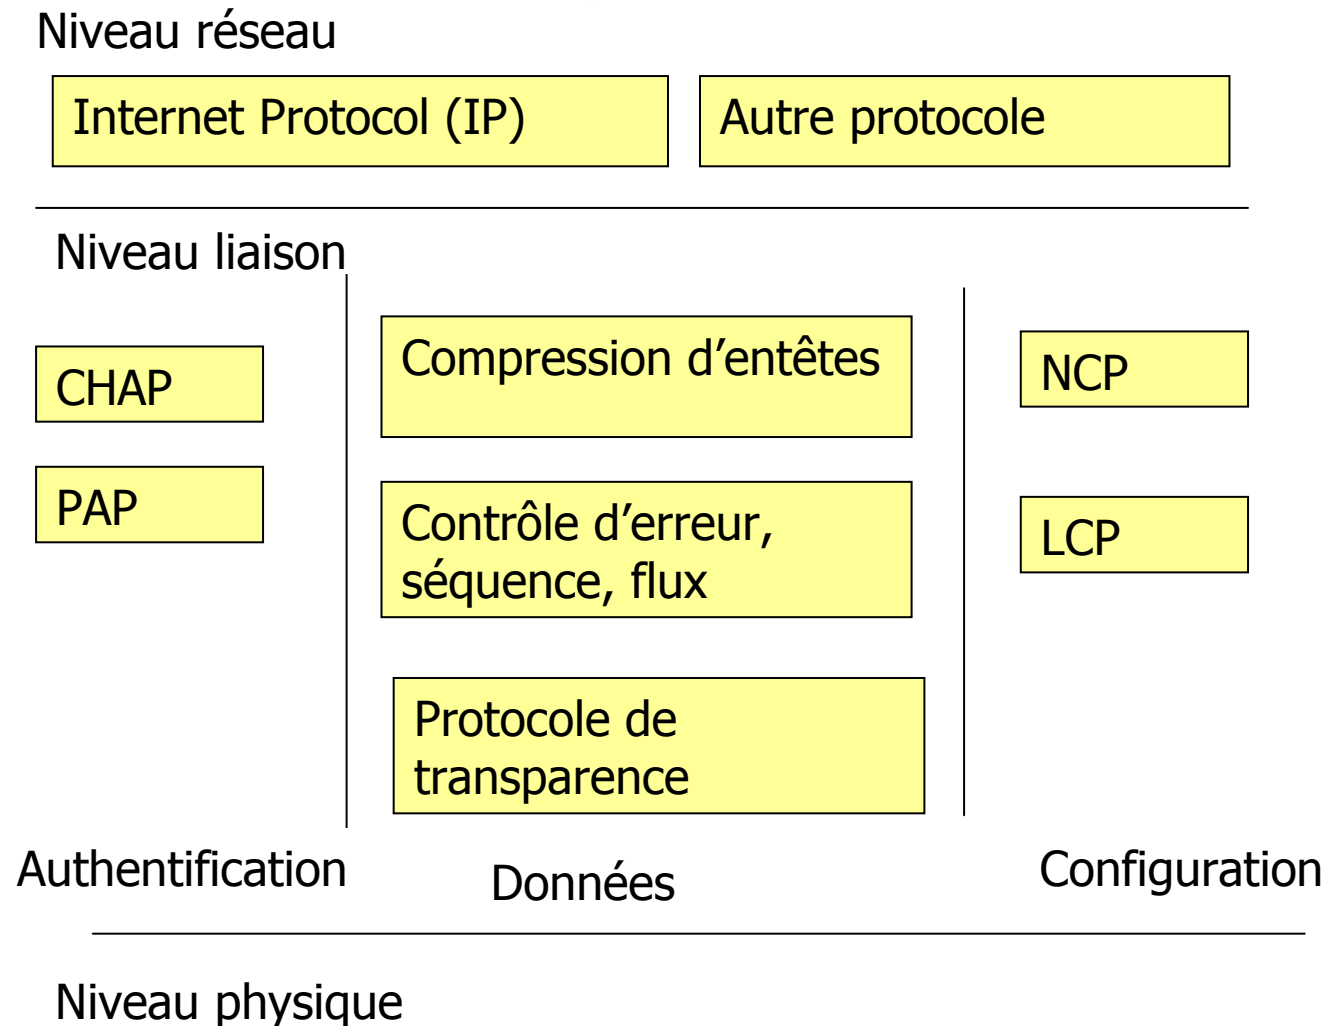 Niveau réseau
Internet Protocol (IP)
Autre protocole
Niveau liaison
CHAP
PAP
Compression d’entêtes
Contrôle d’erreur,
séquence, flux
Protocole de
transparence
NCP
LCP
Authentification
Données
Configuration
Niveau physique